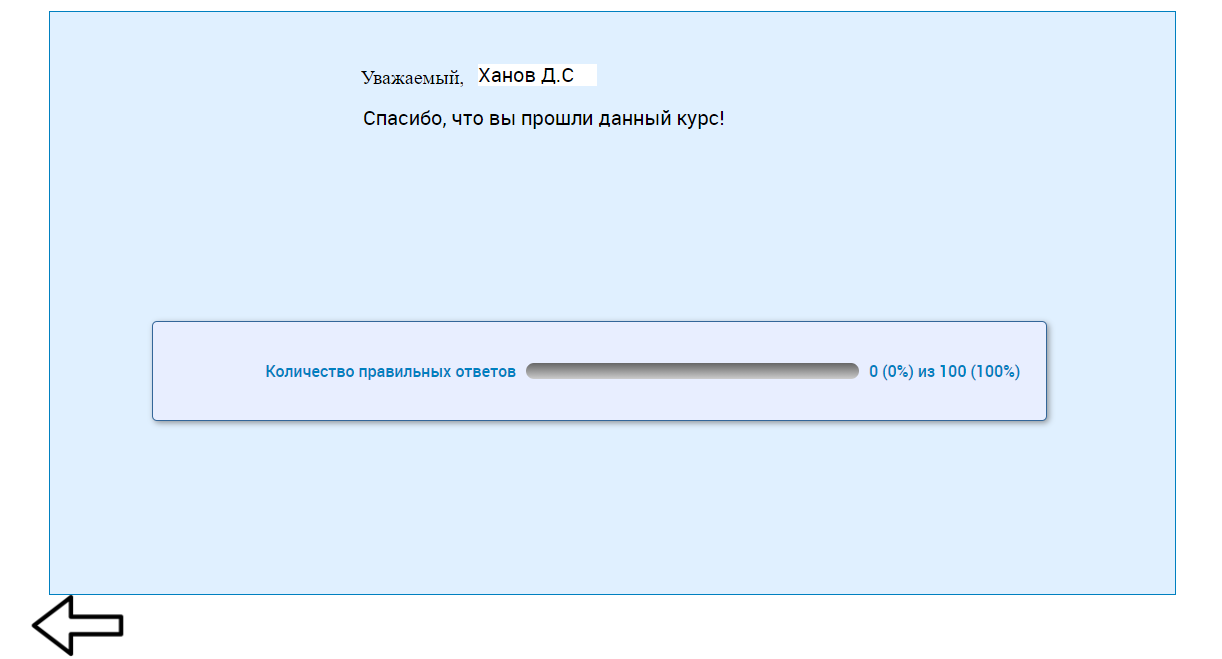 Уважаемый, Ханов Д.С
Спасибо, что вы прошли данный курс!
Количество правильных ответов 0 (0%) из 100 (100%)